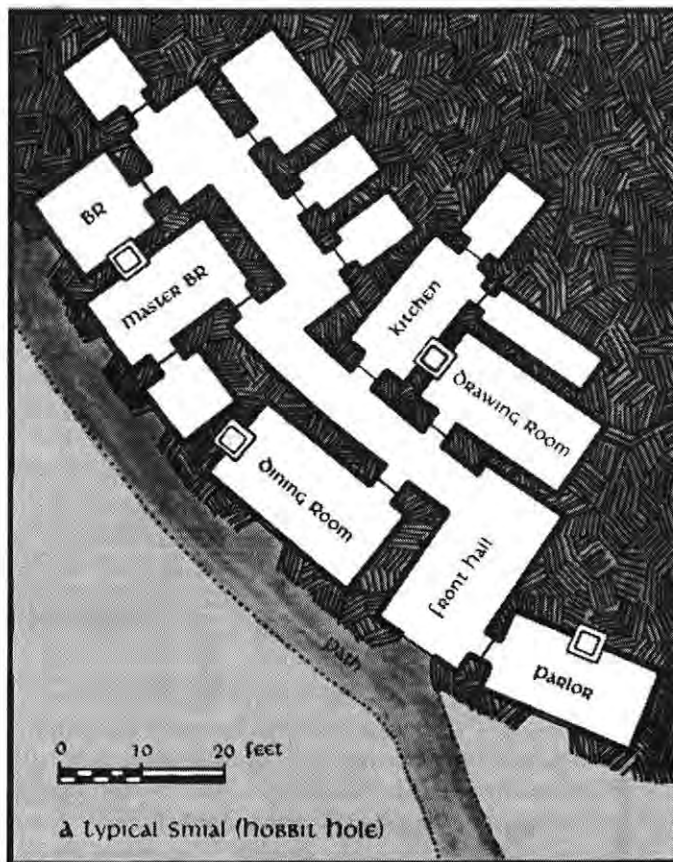 BR
Master BR
Kitchen
Drawing Room
Dining Room
Front Hall
Path
Parlor
0 10 20 feet
A typical smial (hobbit hole)